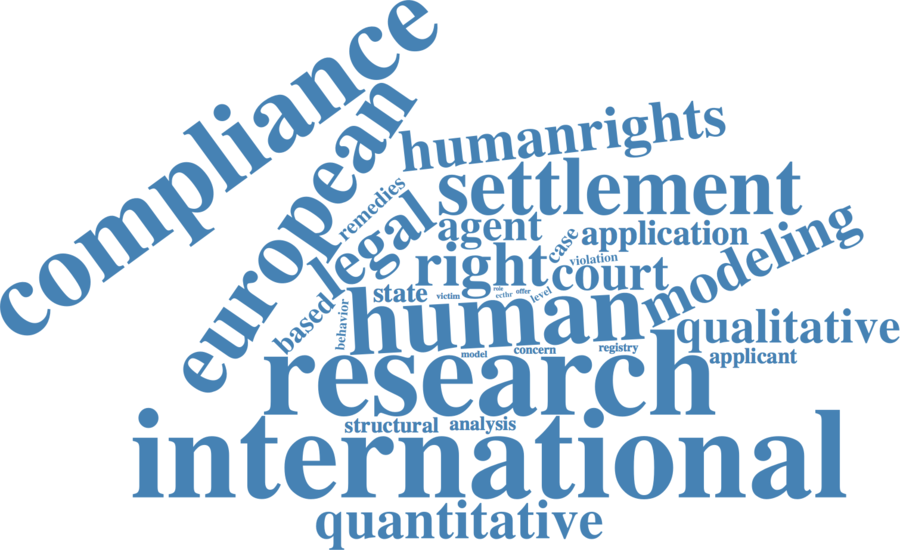 compliance
european
humanrights
remedies
legal
settlement
agent
case
application
modeling
right
violation
court
based
behavior
state
victim
role
ecthr
offer
level
human
qualitative
model
concern
registry
applicant
research
structural
analysis
international
quantitative